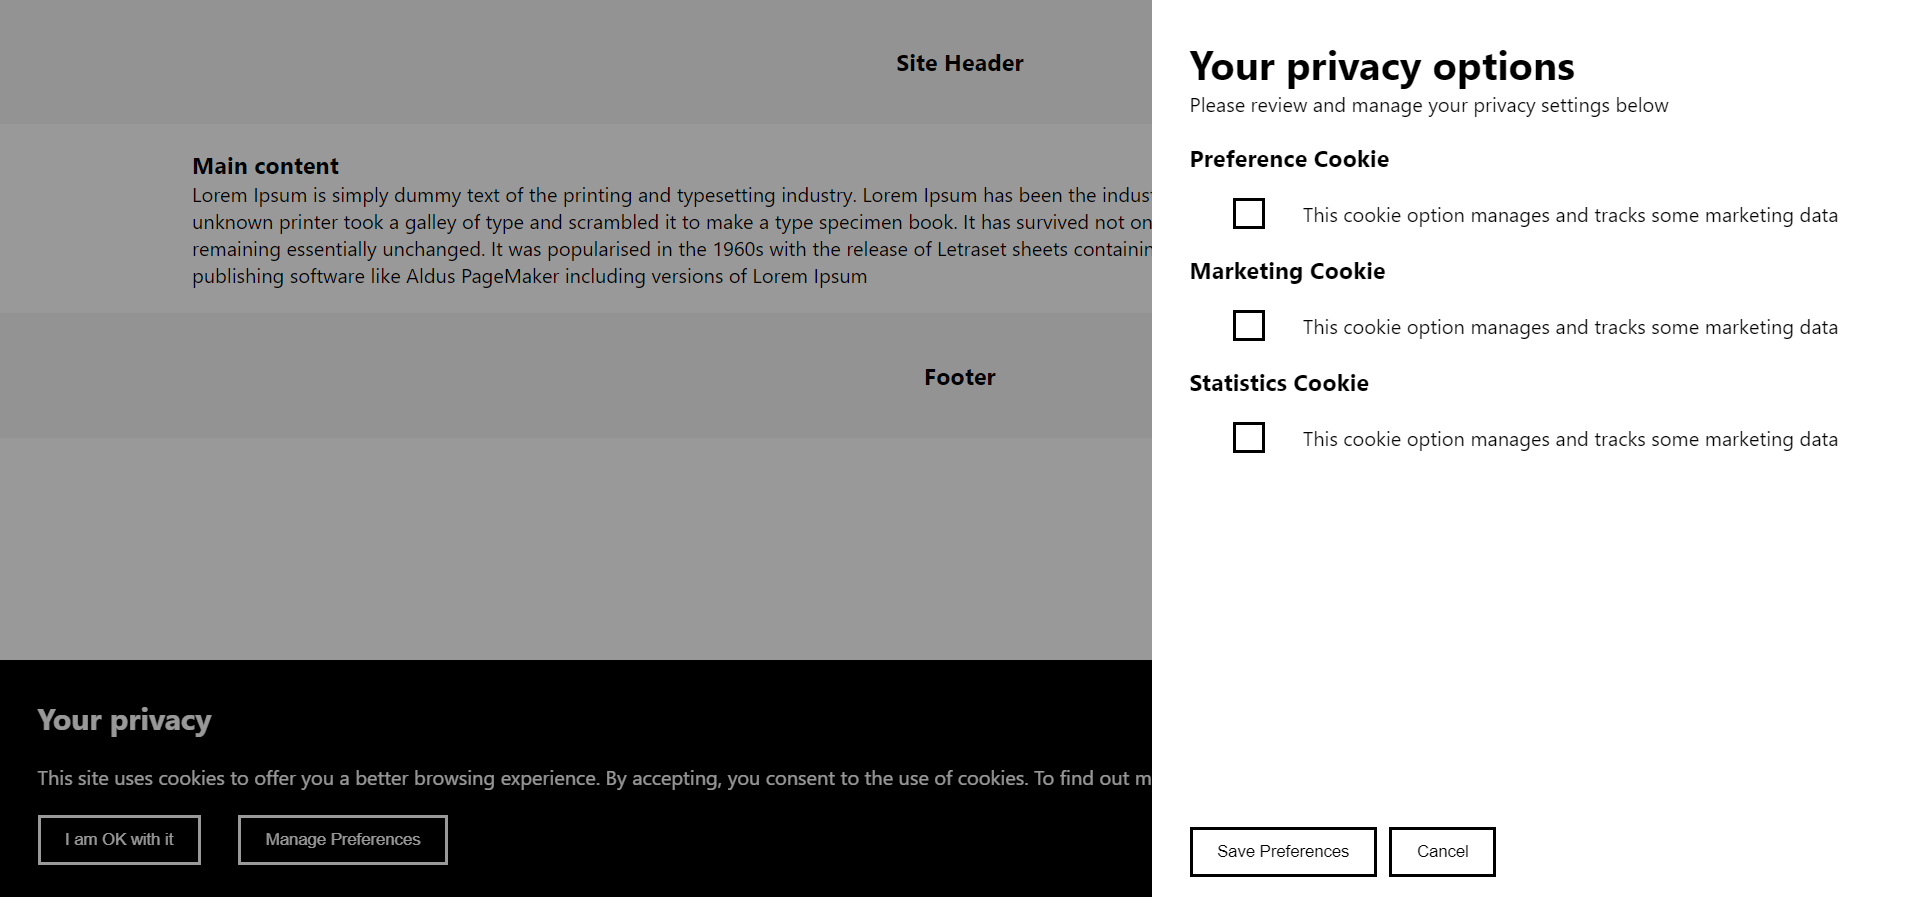 Site Header
Main content
Lorem Ipsum is simply dummy text of the printing and typesetting industry. Lorem Ipsum has been the
unknown printer took a galley of type and scrambled it to make a type specimen book. It has survived not
remaining essentially unchanged. It was popularised in the 1960s with the release of Letraset sheets
publishing software like Aldus PageMaker including versions of Lorem Ipsum
Footer
Your privacy
This site uses cookies to offer you a better browsing experience. By accepting, you consent to the use of cookies. To find out
I am OK with it
Manage Preferences
Your privacy options
Please review and manage your privacy settings below
Preference Cookie
This cookie option manages and tracks some marketing data
Marketing Cookie
This cookie option manages and tracks some marketing data
Statistics Cookie
This cookie option manages and tracks some marketing data
Save Preferences
Cancel